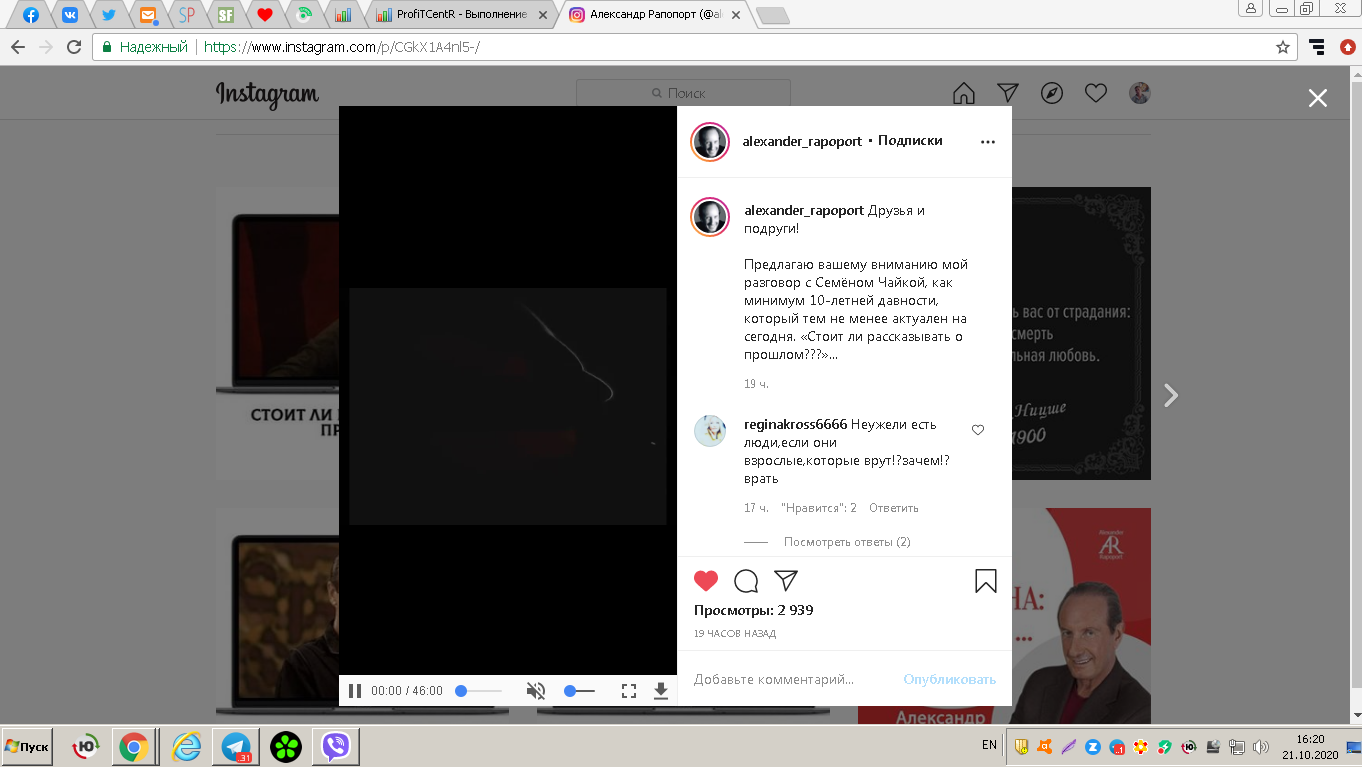 ProfiTCentR - Выполнение
Александр Рапопорт (@al
Надежный
https://www.instagram.com/p/CGkX1A4nl5-/
Instagram
Поиск
alexander_rapoport • Подписки
alexander_rapoport Друзья и
подруги!
Предлагаю вашему вниманию мой
разговор с Семёном Чайкой, как
минимум 10-летней давности,
который тем не менее актуален на
сегодня. «Стоит ли рассказывать о
прошлом???»...
19 ч.
reginakross6666 Неужели есть
люди,если они
взрослые,которые врут!?зачем!?
врать
17 ч. "Нравится": 2 Ответить
Посмотреть ответы (2)
Просмотры: 2 939
19 ЧАСОВ НАЗАД
Добавьте комментарий...
Опубликовать
00:00 / 46:00
СТОИТ ЛИ
ПР
ь вас от страдания:
смерть
льная любовь.
Ницше
1900
Alexander
AR
Rapoport
НА:
...
Александр
SP
SF
Пуск
Ю
31
EN
16:20
21.10.2020